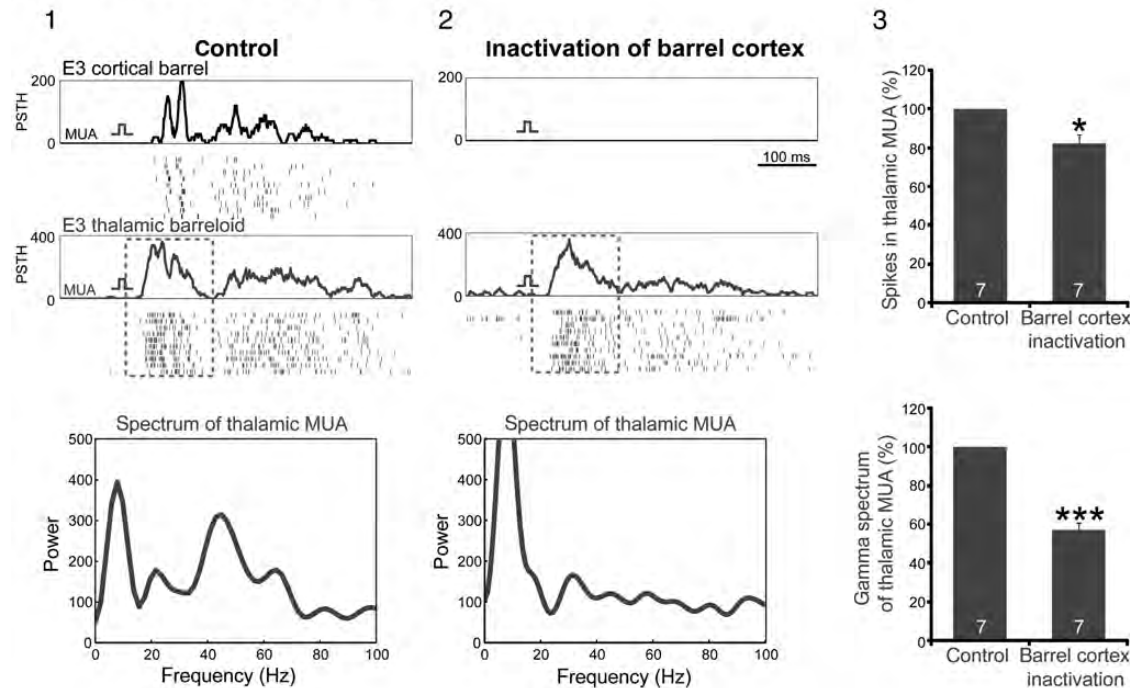 1
Control
E3 cortical barrel
200
PSTH
MUA
0
E3 thalamic barreloid
400
PSTH
MUA
0
Spectrum of thalamic MUA
500
400
300
200
100
0
Power
0 20 40 60 80 100
Frequency (Hz)
2
Inactivation of barrel cortex
200
0
100 ms
400
0
Spectrum of thalamic MUA
500
400
300
200
100
0
Power
0 20 40 60 80 100
Frequency (Hz)
3
120
100
80
60
40
20
0
Spikes in thalamic MUA (%)
*
7 7
Control Barrel cortex
inactivation
120
100
80
60
40
20
0
Gamma spectrum
of thalamic MUA (%)
***
7 7
Control Barrel cortex
inactivation